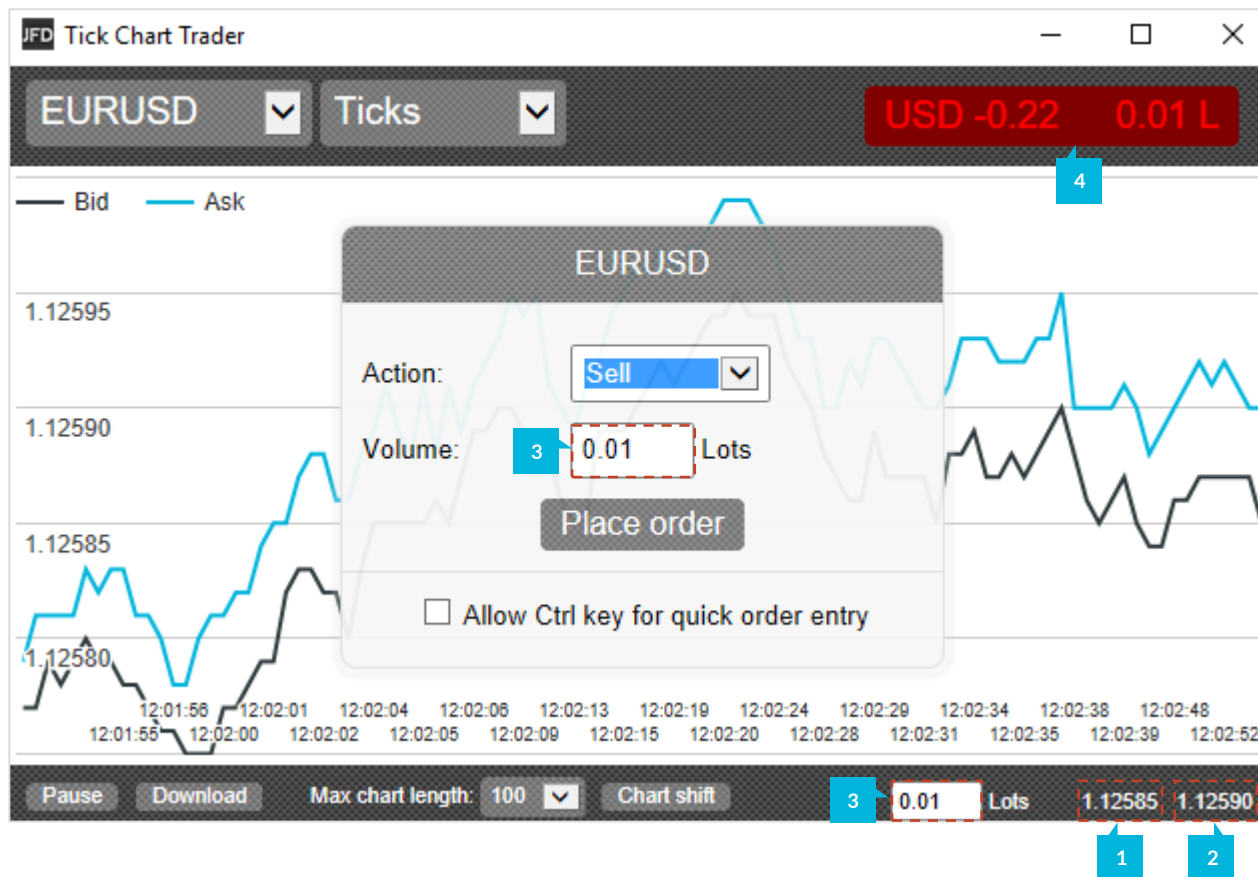 JFD Tick Chart Trader
EURUSD Ticks USD -0.22 0.01 L
4
Bid Ask
EURUSD
1.12595
Action: Sell
1.12590
Volume: 3 0.01 Lots
Place order
1.12585
Allow Ctrl key for quick order entry
1.12580
12:01:56 12:02:01 12:02:04 12:02:06 12:02:13 12:02:19 12:02:24 12:02:29 12:02:34 12:02:38 12:02:48
12:01:55 12:02:00 12:02:02 12:02:05 12:02:09 12:02:15 12:02:20 12:02:28 12:02:31 12:02:35 12:02:39 12:02:52
Pause Download Max chart length: 100 Chart shift 3 0.01 Lots 1.12585 1.12590
1 2